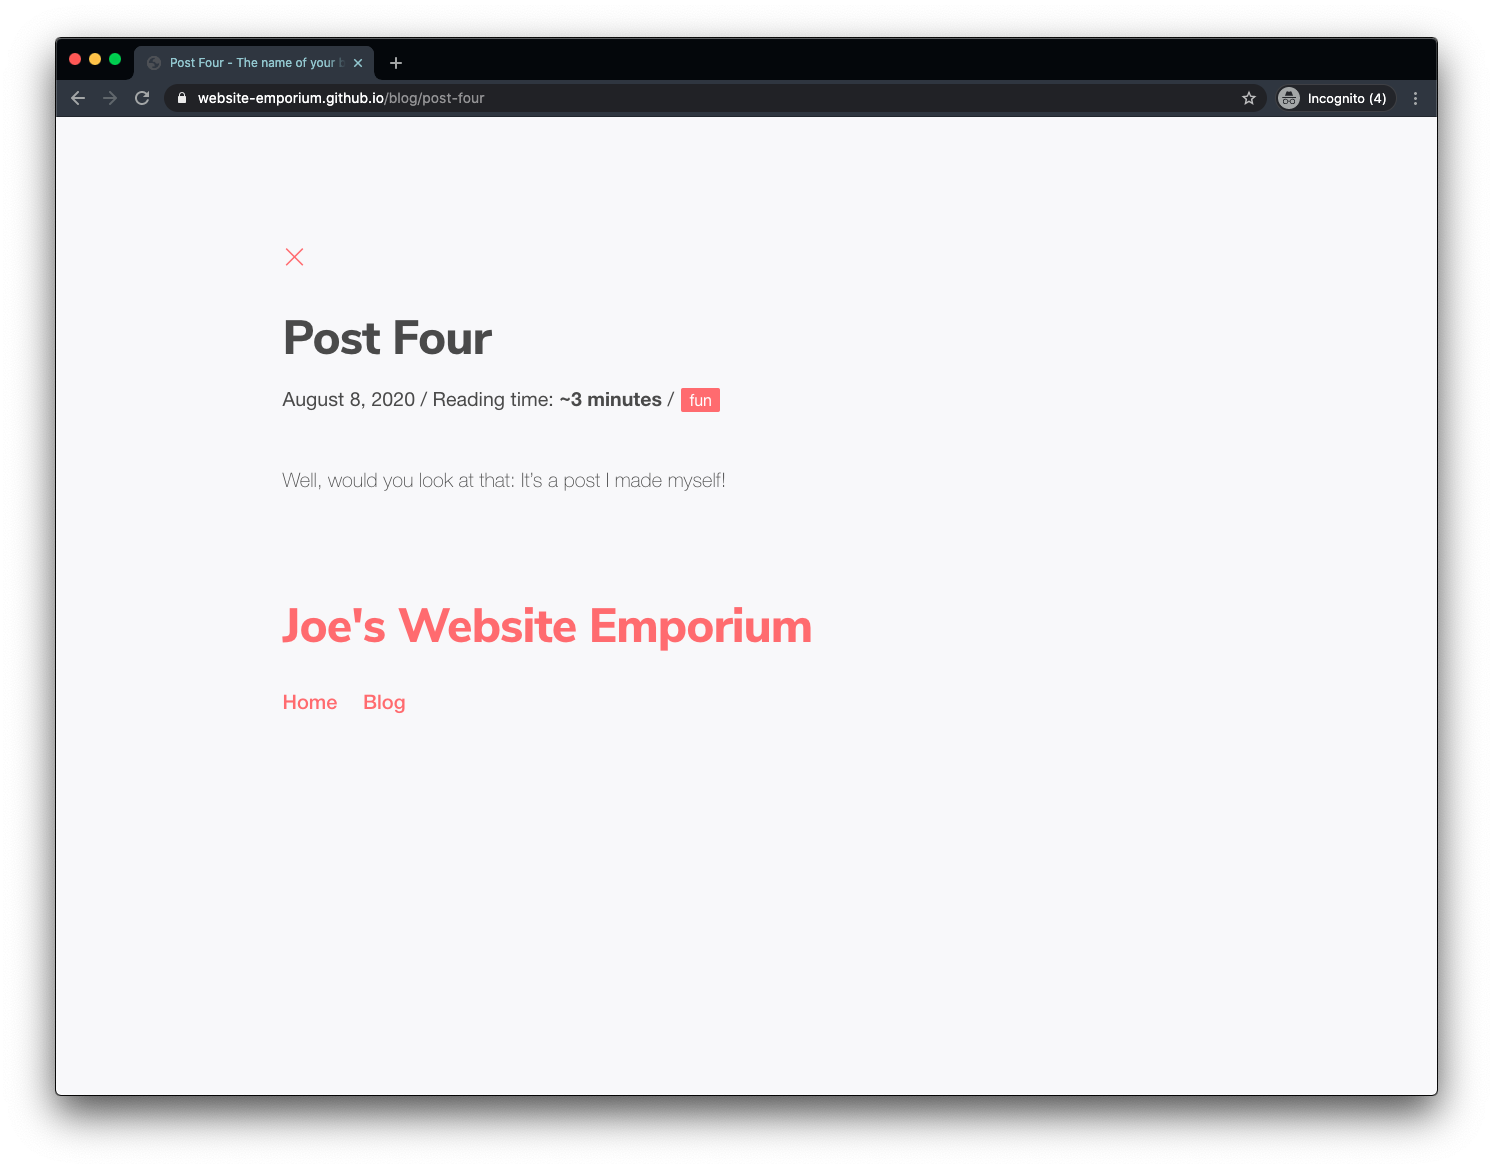 Post Four - The name of your b
website-emporium.github.io/blog/post-four
Incognito (4)
Post Four
August 8, 2020 / Reading time: ~3 minutes / fun
Well, would you look at that: It's a post I made myself!
Joe's Website Emporium
Home Blog